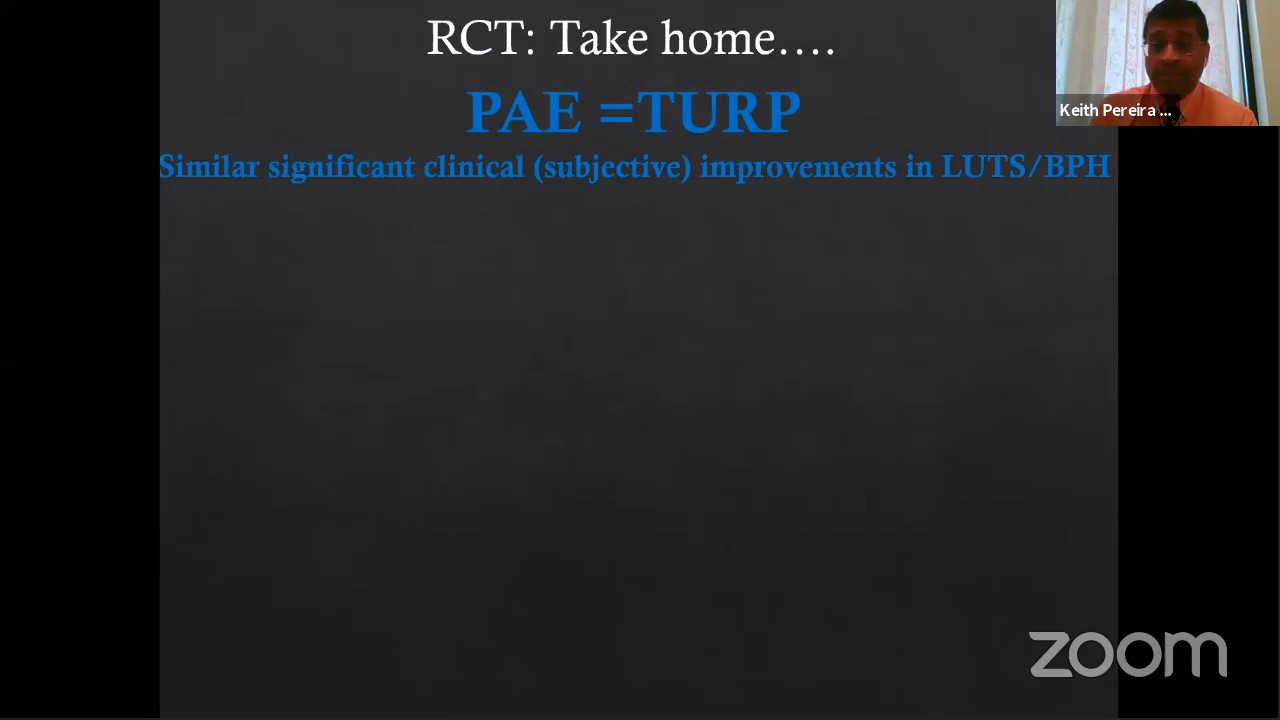 RCT: Take home….
PAE =TURP
Similar significant clinical (subjective) improvements in LUTS/BPH
Keith Pereira ...
zoom